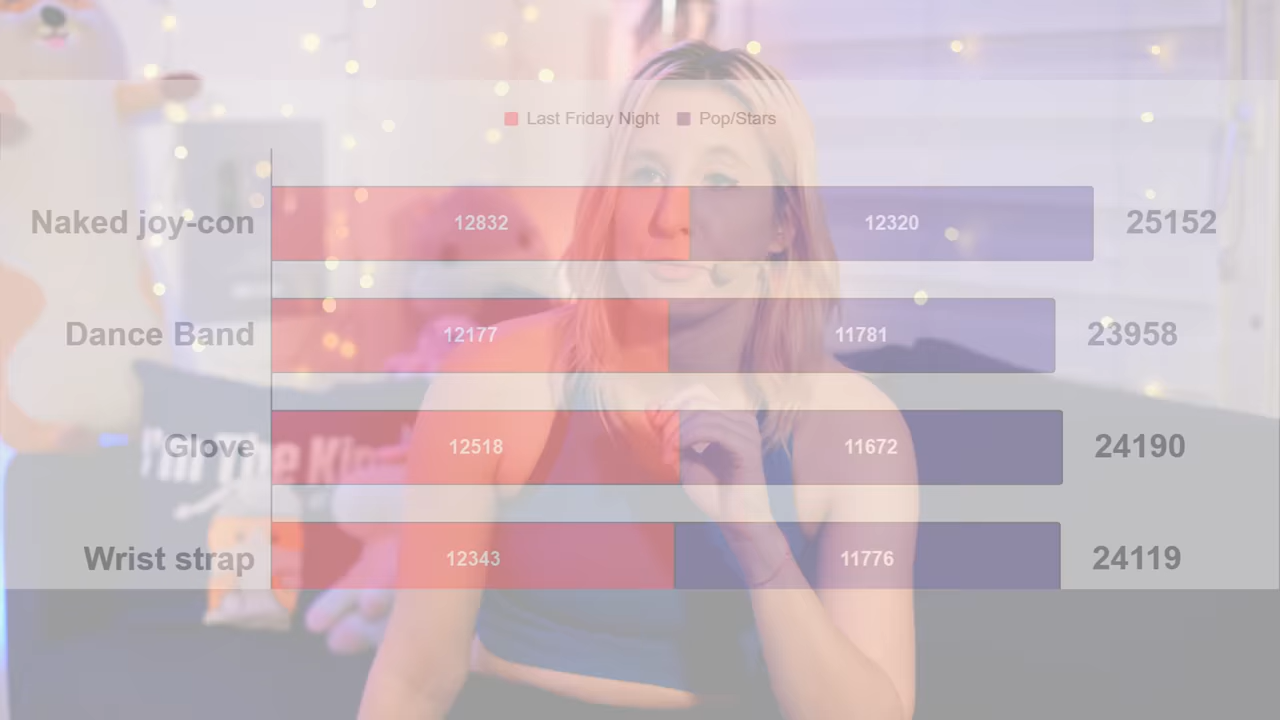 Last Friday Night Pop/Stars
Naked joy-con 12832 12320 25152
Dance Band 12177 11781 23958
Glove 12518 11672 24190
I'm The
Wrist strap 12343 11776 24119